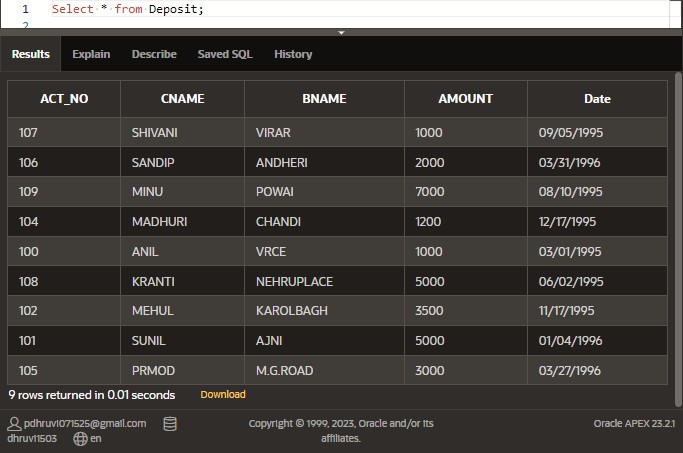 1 Select * from Deposit;
2
Results Explain Describe Saved SQL History
ACT_NO CNAME BNAME AMOUNT Date
107 SHIVANI VIRAR 1000 09/05/1995
106 SANDIP ANDHERI 2000 03/31/1996
109 MINU POWAI 7000 08/10/1995
104 MADHURI CHANDI 1200 12/17/1995
100 ANIL VRCE 1000 03/01/1995
108 KRANTI NEHRUPLACE 5000 06/02/1995
102 MEHUL KAROLBAGH 3500 11/17/1995
101 SUNIL AJNI 5000 01/04/1996
105 PRMOD M.G.ROAD 3000 03/27/1996
9 rows returned in 0.01 seconds Download
pdhruvi071525@gmail.com Copyright © 1999, 2023, Oracle and/or its Oracle APEX 23.2.1
dhruvi1503 en affiliates.